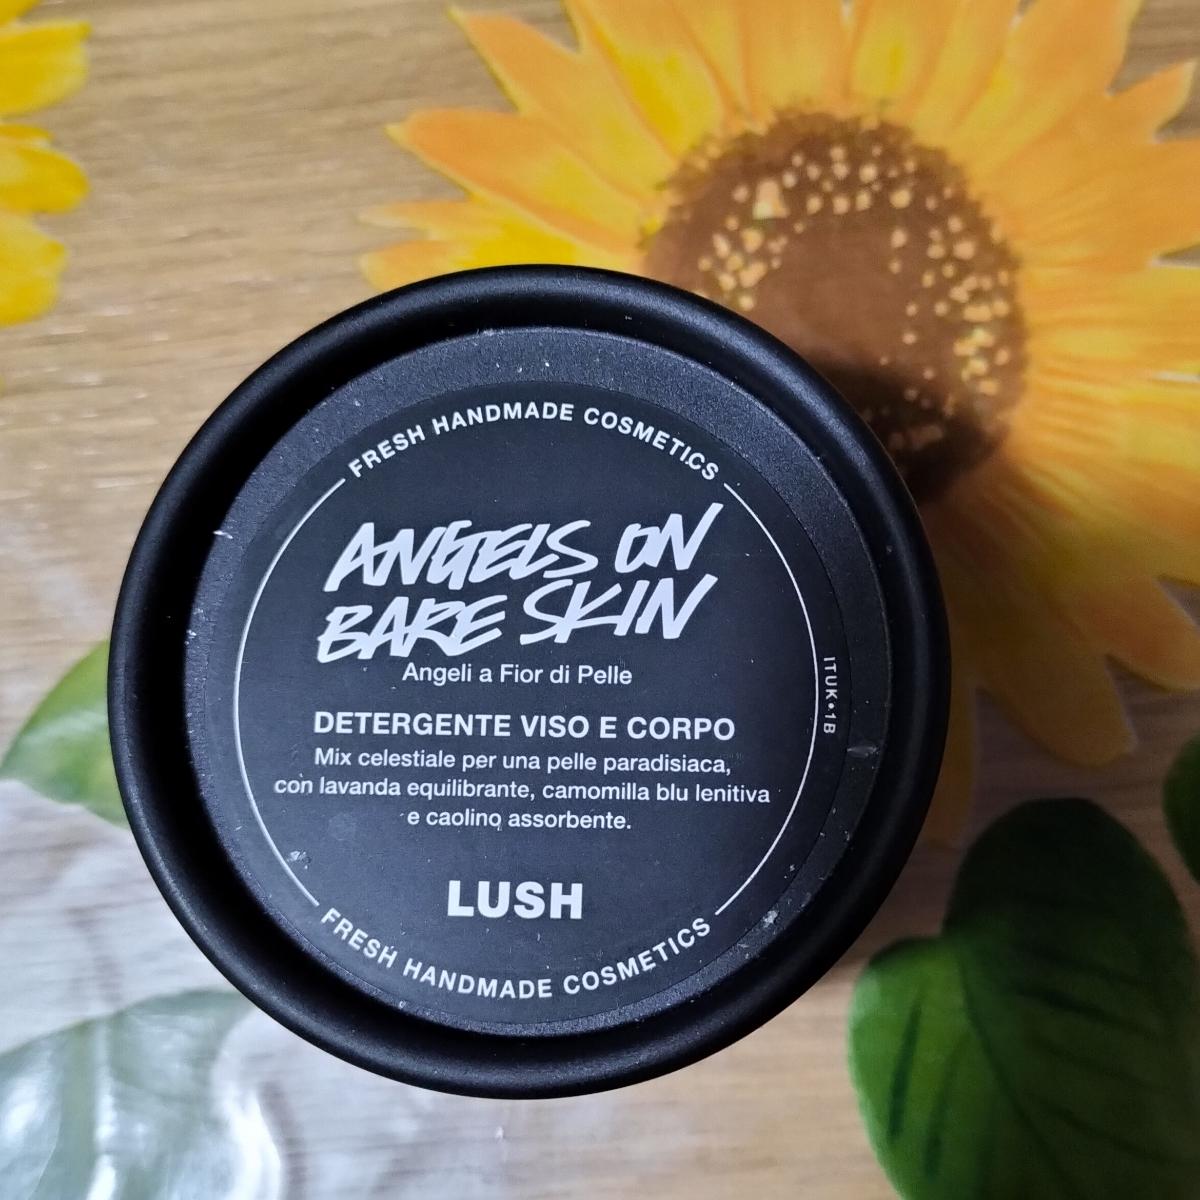 FRESH HANDMADE COSMETICS
ANGELS ON
BARE SKIN
Angeli a Fior di Pelle
DETERGENTE VISO E CORPO
Mix celestiale per una pelle paradisiaca,
con lavanda equilibrante, camomilla blu lenitiva
e caolino assorbente.
LUSH
FRESH HANDMADE COSMETICS
ITUK•1B